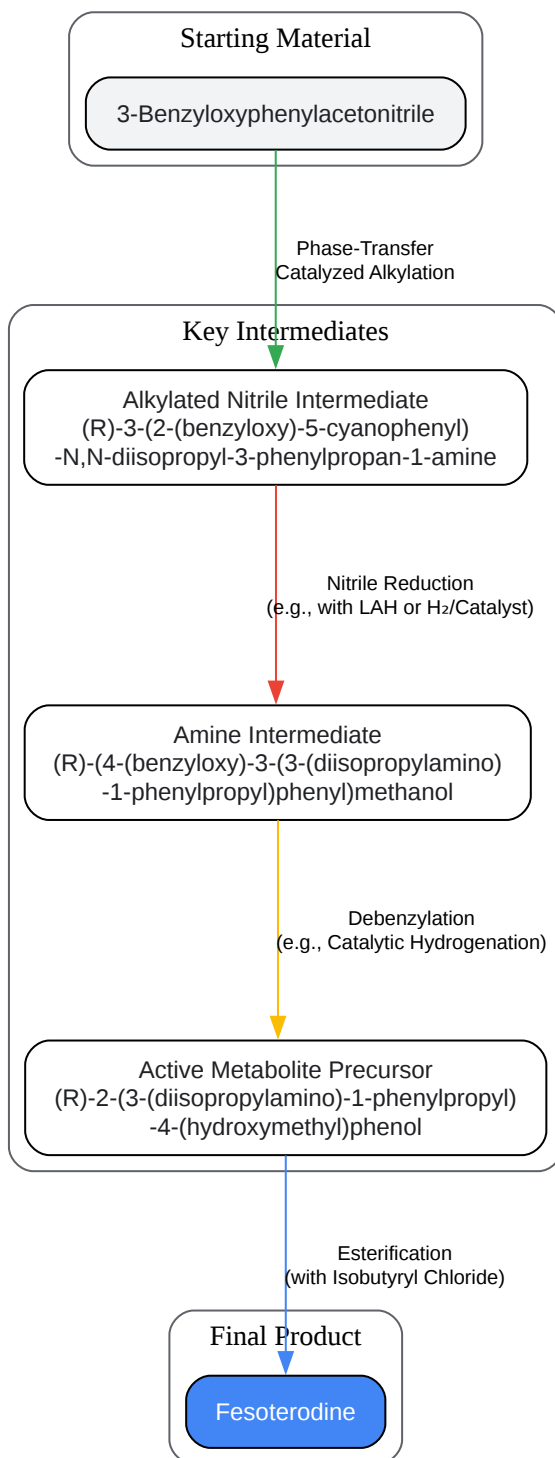 Starting Material
3-Benzyloxyphenylacetonitrile
Phase-Transfer
Catalyzed Alkylation
Key Intermediates
Alkylated Nitrile Intermediate
(R)-3-(2-(benzyloxy)-5-cyanophenyl)
-N,N-diisopropyl-3-phenylpropan-1-amine
Nitrile Reduction
(e.g., with LAH or H₂/Catalyst)
Amine Intermediate
(R)-(4-(benzyloxy)-3-(3-(diisopropylamino)
-1-phenylpropyl)phenyl)methanol
Debenzylation
(e.g., Catalytic Hydrogenation)
Active Metabolite Precursor
(R)-2-(3-(diisopropylamino)-1-phenylpropyl)
-4-(hydroxymethyl)phenol
Esterification
(with Isobutyryl Chloride)
Final Product
Fesoterodine